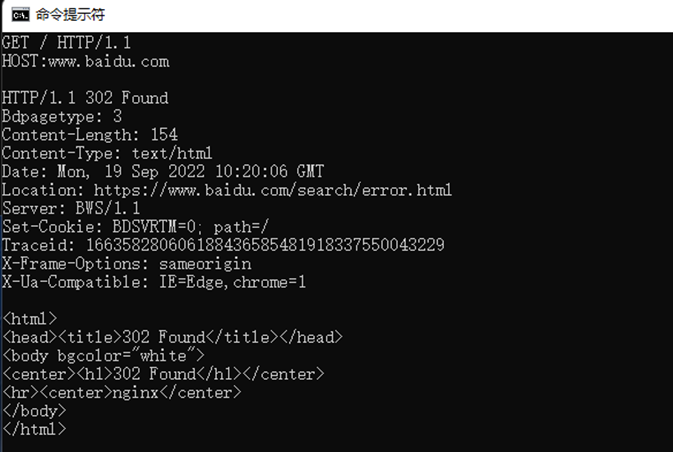 命令提示符
GET / HTTP/1.1
HOST:www.baidu.com

HTTP/1.1 302 Found
Bdpagetype: 3
Content-Length: 154
Content-Type: text/html
Date: Mon, 19 Sep 2022 10:20:06 GMT
Location: https://www.baidu.com/search/error.html
Server: BWS/1.1
Set-Cookie: BDSVRTM=0; path=/
Traceid: 166358280606188436585481918337550043229
X-Frame-Options: sameorigin
X-Ua-Compatible: IE=Edge,chrome=1

<html>
<head><title>302 Found</title></head>
<body bgcolor="white">
<center><h1>302 Found</h1></center>
<hr><center>nginx</center>
</body>
</html>